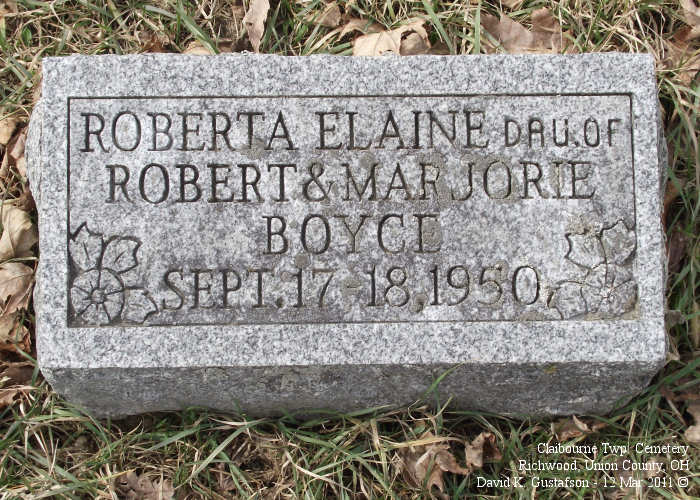 ROBERTA ELAINE DAU. OF
ROBERT & MARJORIE
BOYCE
SEPT. 17-18, 1950
Claibourne Twp. Cemetery
Richwood, Union County, OH
David K. Gustafson - 12 Mar 2011 ©